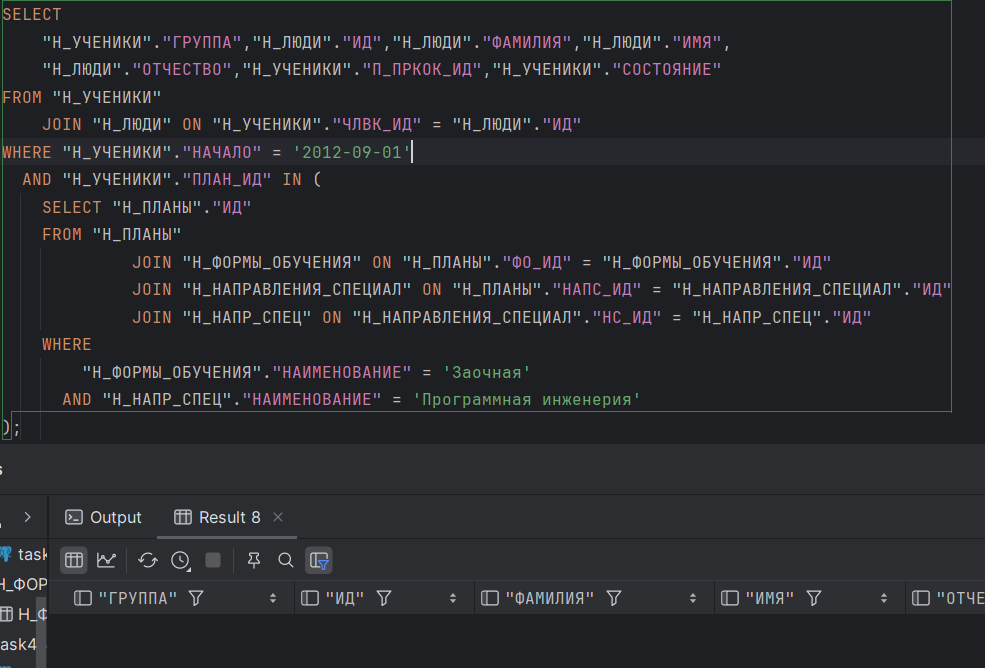 SELECT
"Н_УЧЕНИКИ"."ГРУППА","Н_ЛЮДИ"."ИД","Н_ЛЮДИ"."ФАМИЛИЯ","Н_ЛЮДИ"."ИМЯ",
"Н_ЛЮДИ"."ОТЧЕСТВО","Н_УЧЕНИКИ"."П_ПРКОК_ИД","Н_УЧЕНИКИ"."СОСТОЯНИЕ"
FROM "Н_УЧЕНИКИ"
JOIN "Н_ЛЮДИ" ON "Н_УЧЕНИКИ"."ЧЛВК_ИД" = "Н_ЛЮДИ"."ИД"
WHERE "Н_УЧЕНИКИ"."НАЧАЛО" = '2012-09-01'
AND "Н_УЧЕНИКИ"."ПЛАН_ИД" IN (
SELECT "Н_ПЛАНЫ"."ИД"
FROM "Н_ПЛАНЫ"
JOIN "Н_ФОРМЫ_ОБУЧЕНИЯ" ON "Н_ПЛАНЫ"."ФО_ИД" = "Н_ФОРМЫ_ОБУЧЕНИЯ"."ИД"
JOIN "Н_НАПРАВЛЕНИЯ_СПЕЦИАЛ" ON "Н_ПЛАНЫ"."НАПС_ИД" = "Н_НАПРАВЛЕНИЯ_СПЕЦИАЛ"."ИД"
JOIN "Н_НАПР_СПЕЦ" ON "Н_НАПРАВЛЕНИЯ_СПЕЦИАЛ"."НС_ИД" = "Н_НАПР_СПЕЦ"."ИД"
WHERE
"Н_ФОРМЫ_ОБУЧЕНИЯ"."НАИМЕНОВАНИЕ" = 'Заочная'
AND "Н_НАПР_СПЕЦ"."НАИМЕНОВАНИЕ" = 'Программная инженерия'
);
s
Output Result 8
task
Н_ФОР
"ГРУППА" "ИД" "ФАМИЛИЯ" "ИМЯ" "ОТЧЕ
Н_Ф
ask4